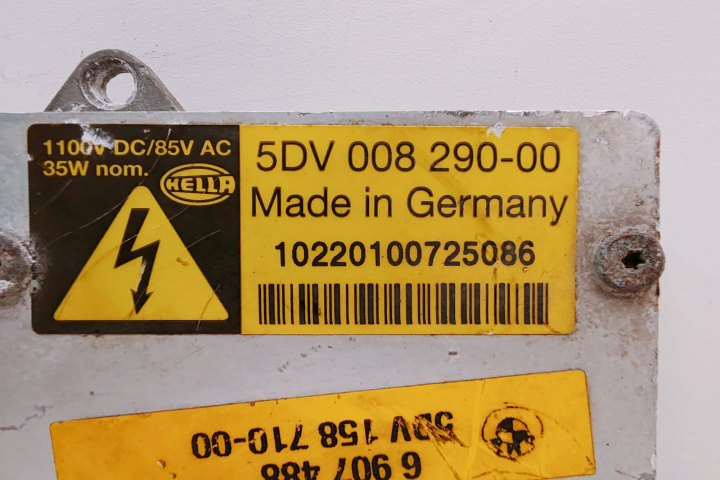 1100V DC/85V AC
35W nom.
HELLA
5DV 008 290-00
Made in Germany
10220100725086
6 907 488
5DV 158 710-00